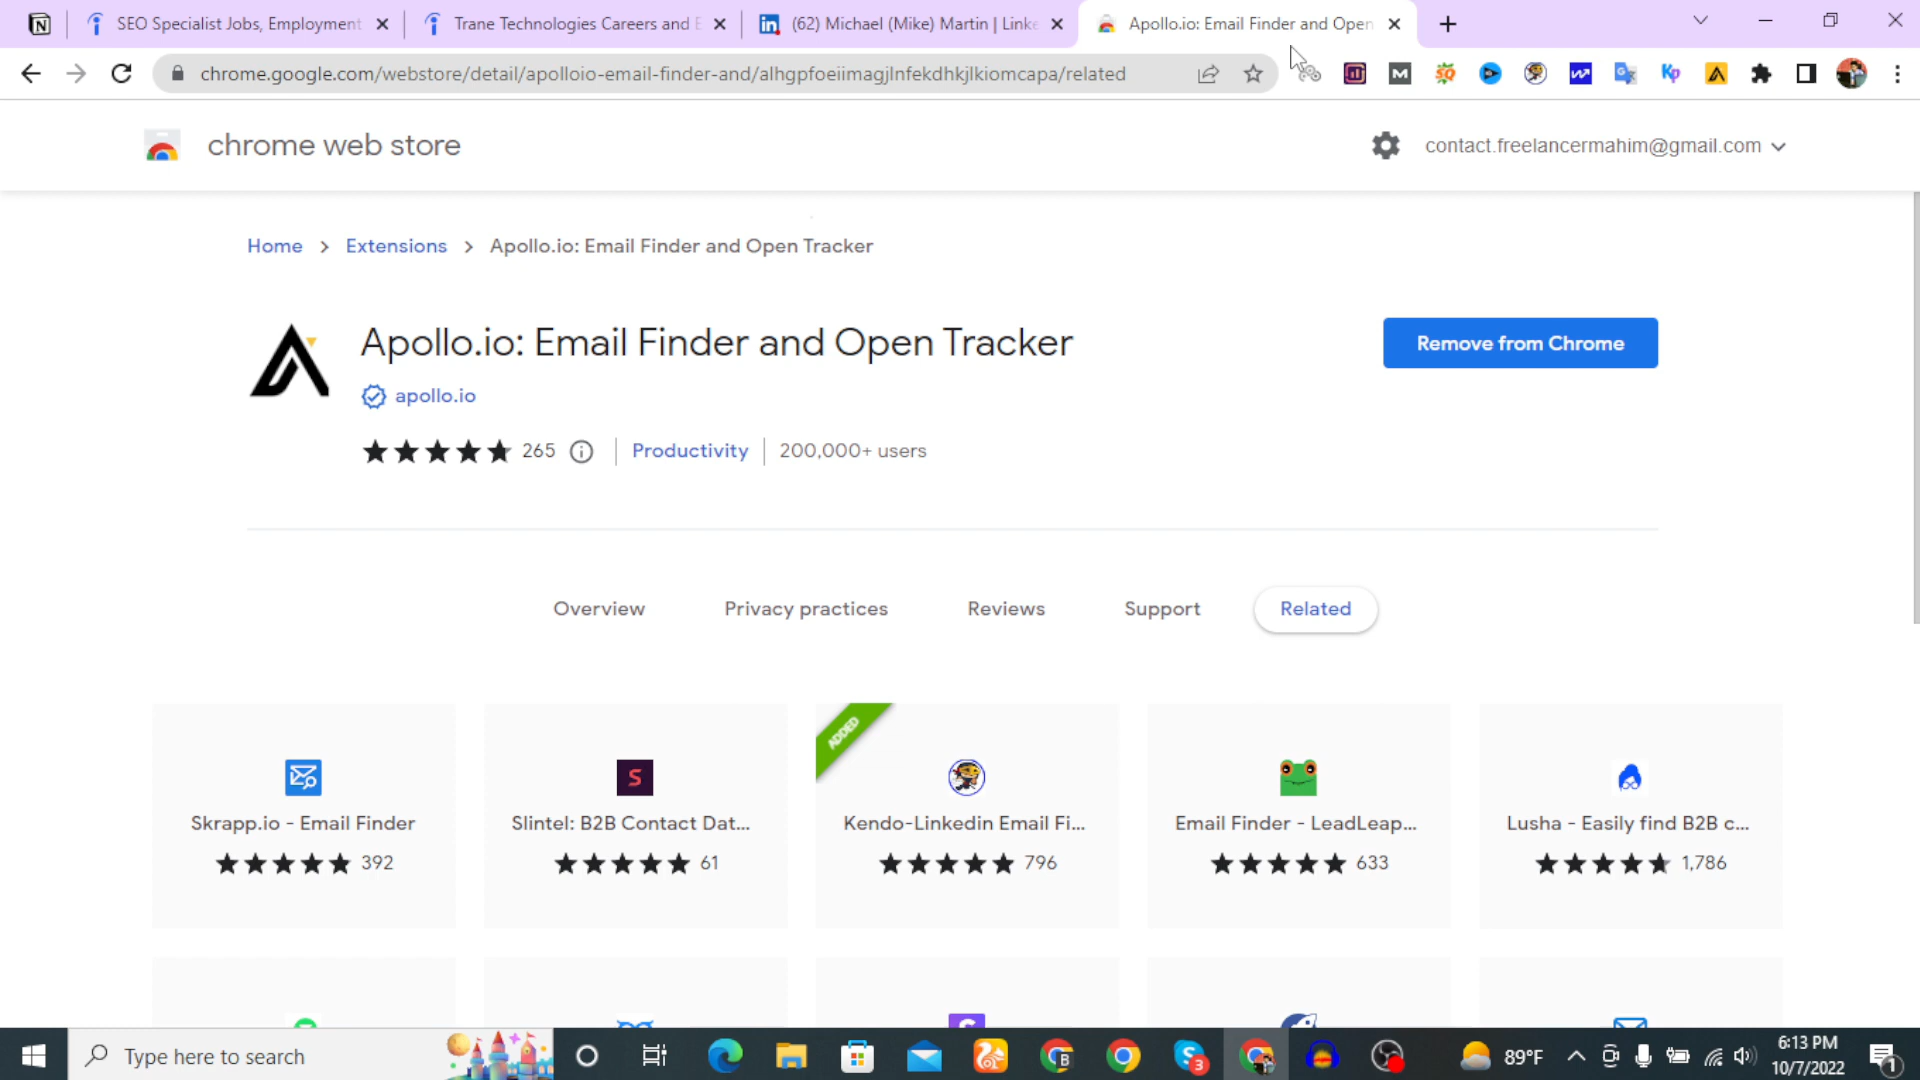 SEO Specialist Jobs, Employment
Trane Technologies Careers and E
(62) Michael (Mike) Martin | Linke
Apollo.io: Email Finder and Open
chrome.google.com/webstore/detail/apolloio-email-finder-and/alhgpfoeiimagjlnfekdhkjlkiomcapa/related
chrome web store
contact.freelancermahim@gmail.com
Home > Extensions > Apollo.io: Email Finder and Open Tracker
Apollo.io: Email Finder and Open Tracker
Remove from Chrome
apollo.io
265
Productivity
200,000+ users
Overview
Privacy practices
Reviews
Support
Related
ADDED
Skrapp.io - Email Finder
Slintel: B2B Contact Dat...
Kendo-Linkedin Email Fi...
Email Finder - LeadLeap...
Lusha - Easily find B2B c...
392
61
796
633
1,786
Type here to search
89°F
6:13 PM
10/7/2022